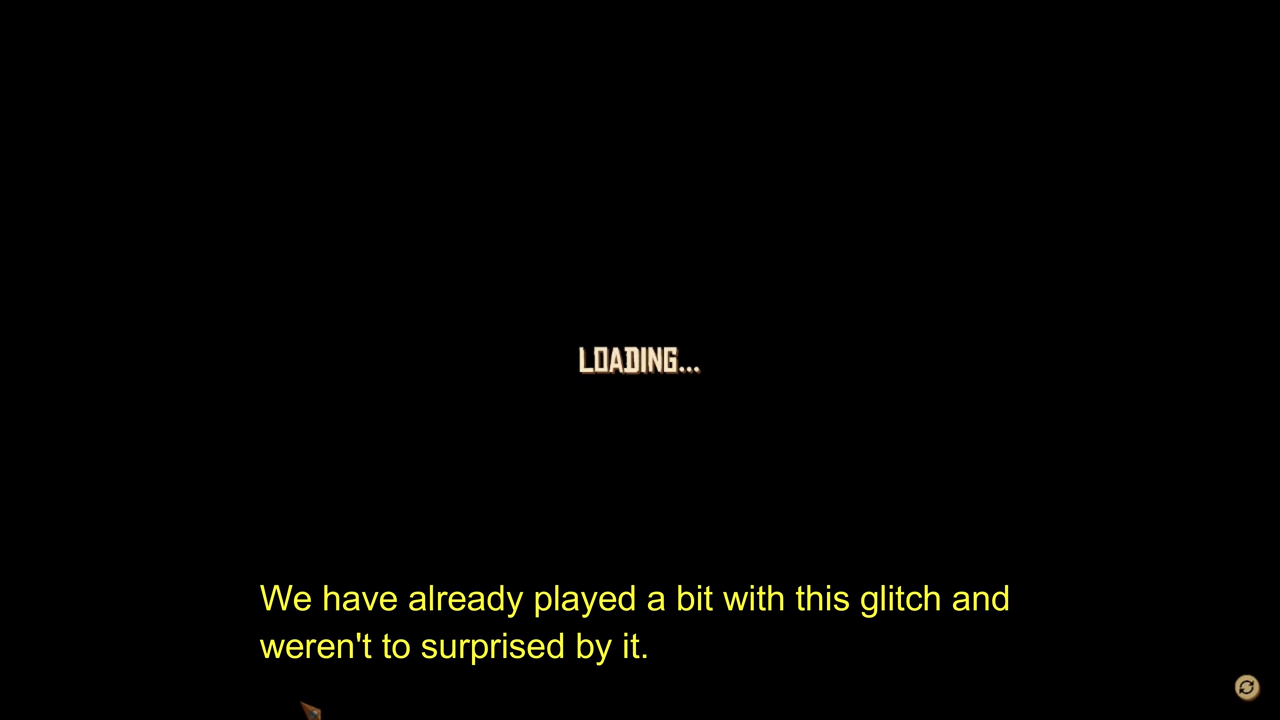 LOADING...
We have already played a bit with this glitch and
weren't to surprised by it.